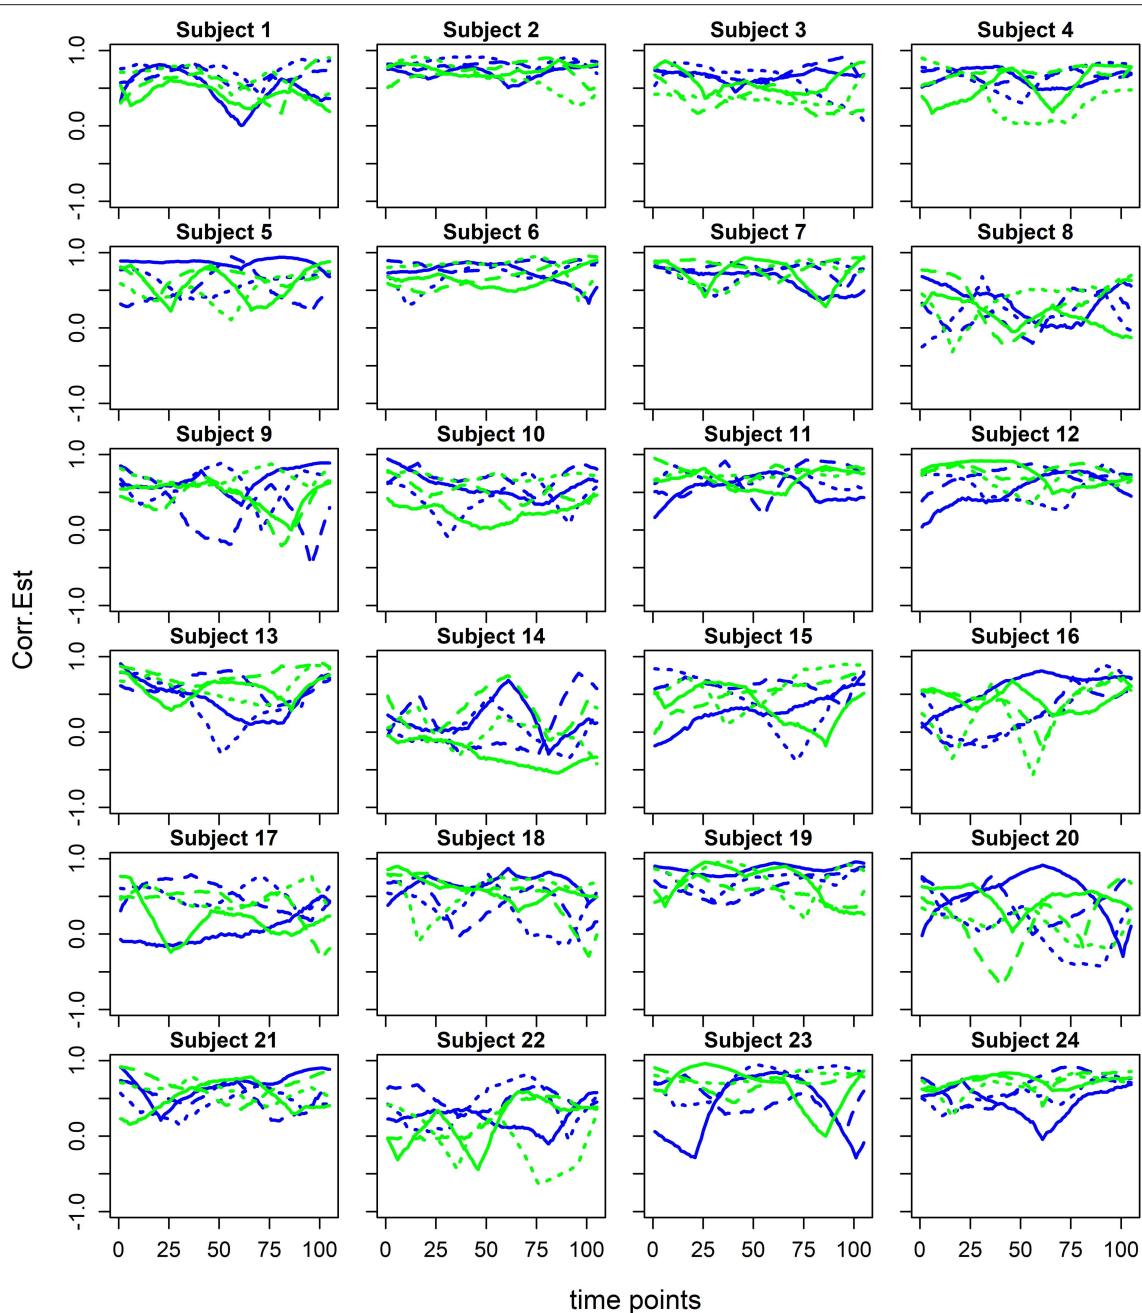 Subject 1 Subject 2 Subject 3 Subject 4
1.0
0.0
-1.0
Subject 5 Subject 6 Subject 7 Subject 8
1.0
0.0
-1.0
Subject 9 Subject 10 Subject 11 Subject 12
1.0
0.0
-1.0
Corr.Est
Subject 13 Subject 14 Subject 15 Subject 16
1.0
0.0
-1.0
Subject 17 Subject 18 Subject 19 Subject 20
1.0
0.0
-1.0
Subject 21 Subject 22 Subject 23 Subject 24
1.0
0.0
-1.0
0 25 50 75 100 0 25 50 75 100 0 25 50 75 100 0 25 50 75 100
time points